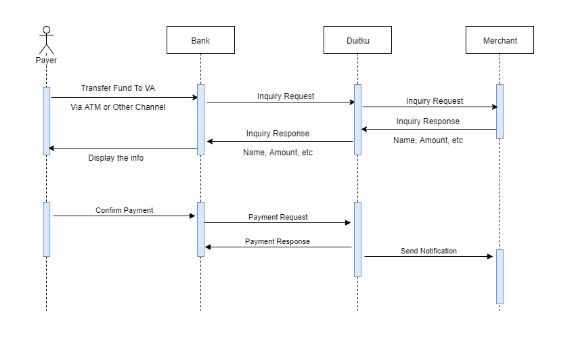 Bank
Duitku
Merchant
Payer
Transfer Fund To VA
Via ATM or Other Channel
Inquiry Request
Inquiry Request
Inquiry Response
Name, Amount, etc
Inquiry Response
Name, Amount, etc
Display the info
Confirm Payment
Payment Request
Payment Response
Send Notification